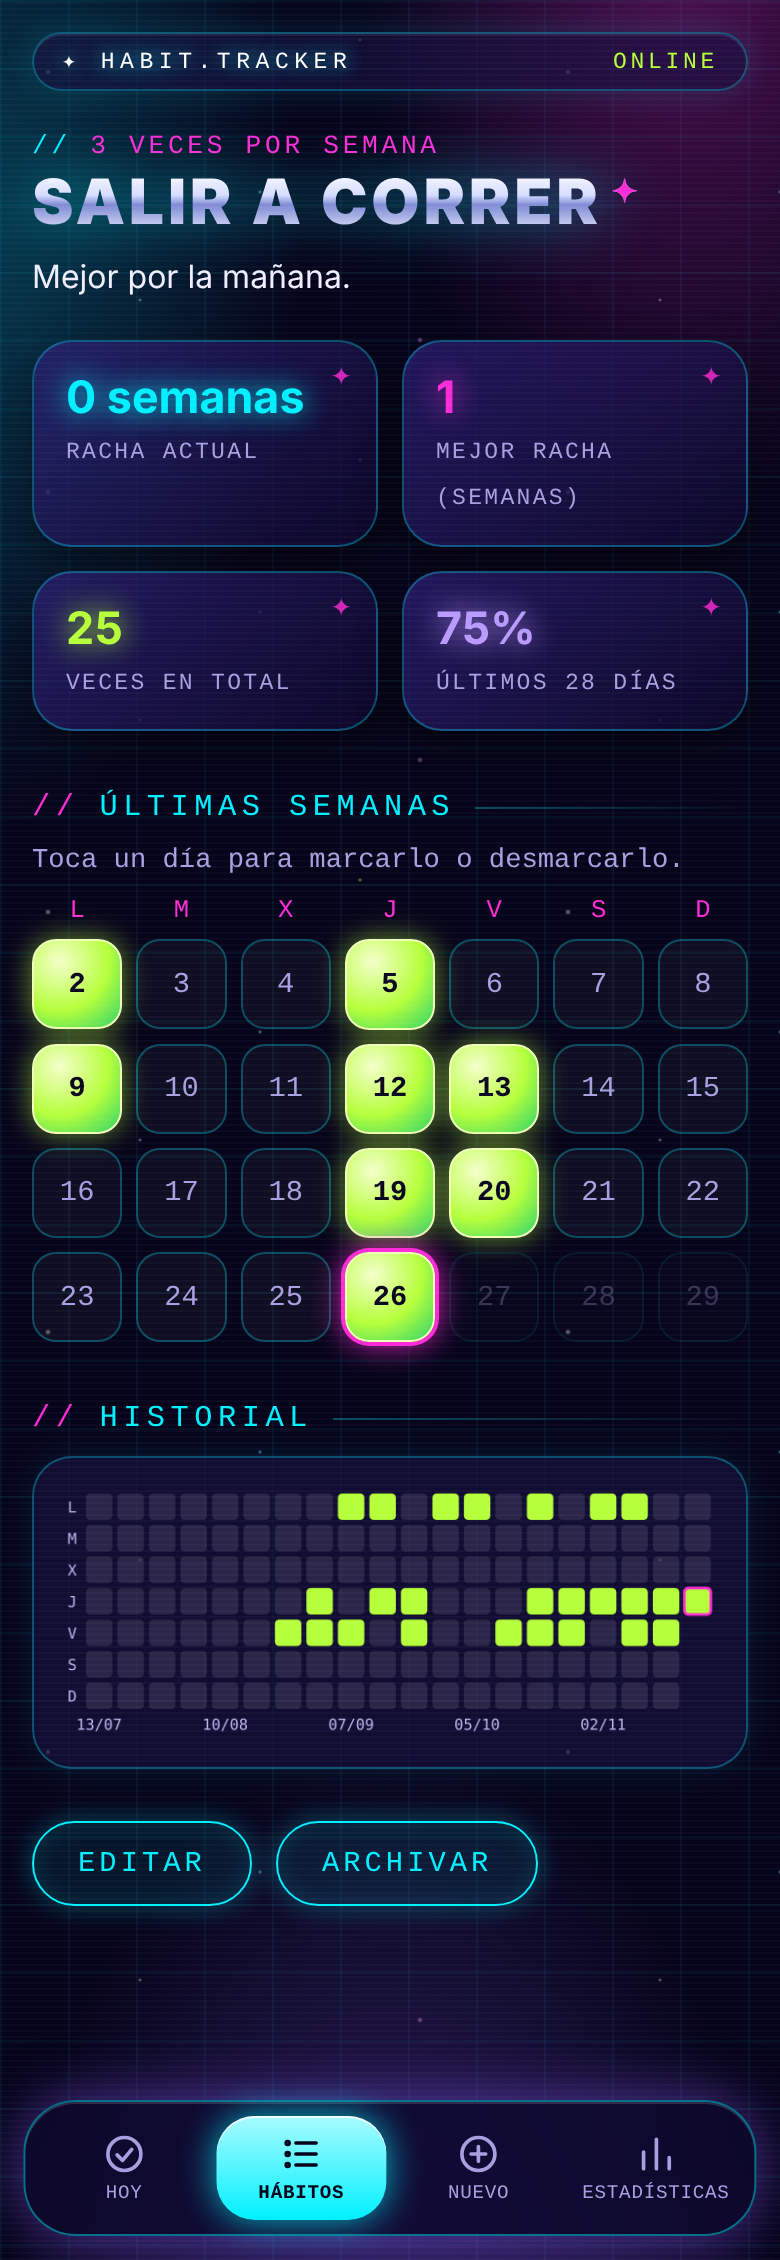 ✦ HABIT.TRACKER ONLINE
// 3 VECES POR SEMANA
SALIR A CORRER ✦
Mejor por la mañana.
0 semanas ✦
RACHA ACTUAL
1 ✦
MEJOR RACHA
(SEMANAS)
25 ✦
VECES EN TOTAL
75% ✦
ÚLTIMOS 28 DÍAS
// ÚLTIMAS SEMANAS
Toca un día para marcarlo o desmarcarlo.
L M X J V S D
2 3 4 5 6 7 8
9 10 11 12 13 14 15
16 17 18 19 20 21 22
23 24 25 26 27 28 29
// HISTORIAL
L
M
X
J
V
S
D
13/07 10/08 07/09 05/10 02/11
EDITAR ARCHIVAR
HOY HÁBITOS NUEVO ESTADÍSTICAS